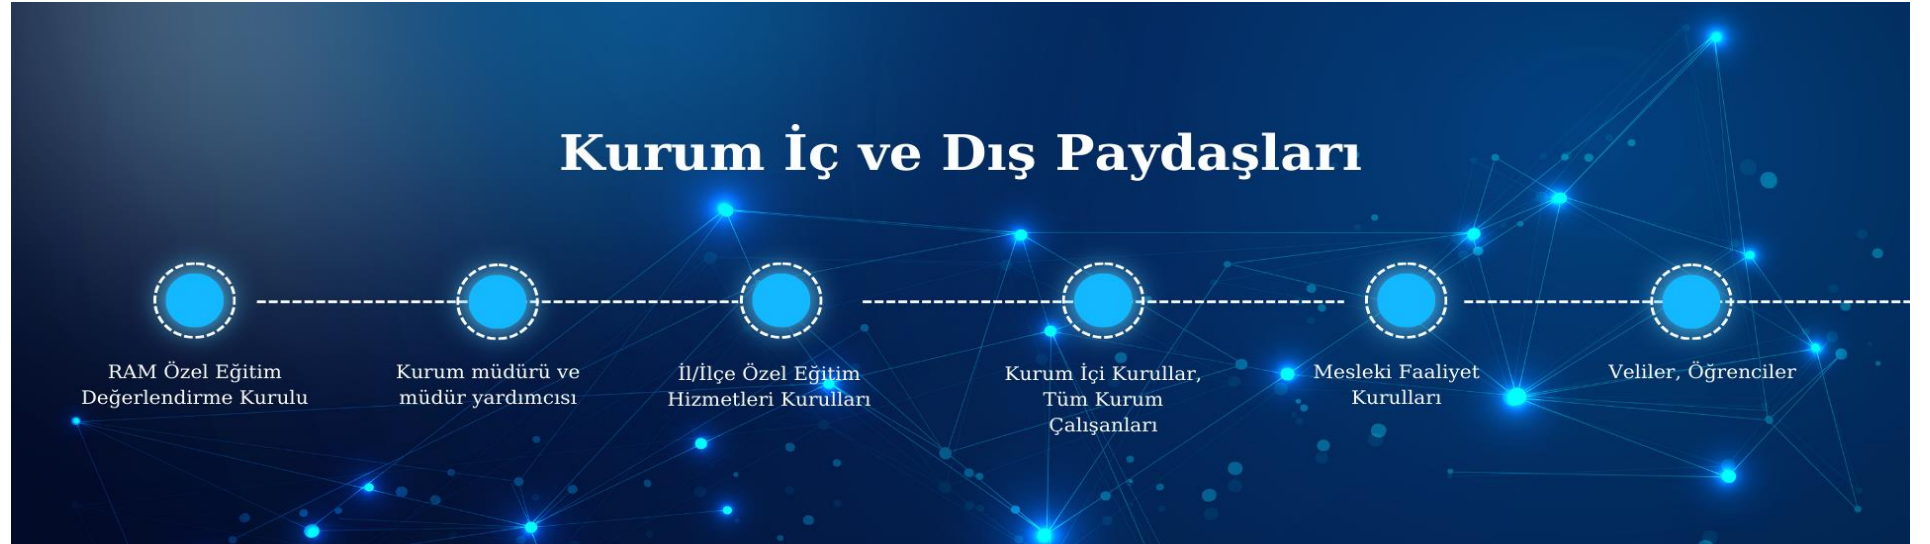 Kurum İç ve Dış Paydaşları
RAM Özel Eğitim
Değerlendirme Kurulu
Kurum müdürü ve
müdür yardımcısı
İl/İlçe Özel Eğitim
Hizmetleri Kurulları
Kurum İçi Kurullar,
Tüm Kurum
Çalışanları
Mesleki Faaliyet
Kurulları
Veliler, Öğrenciler